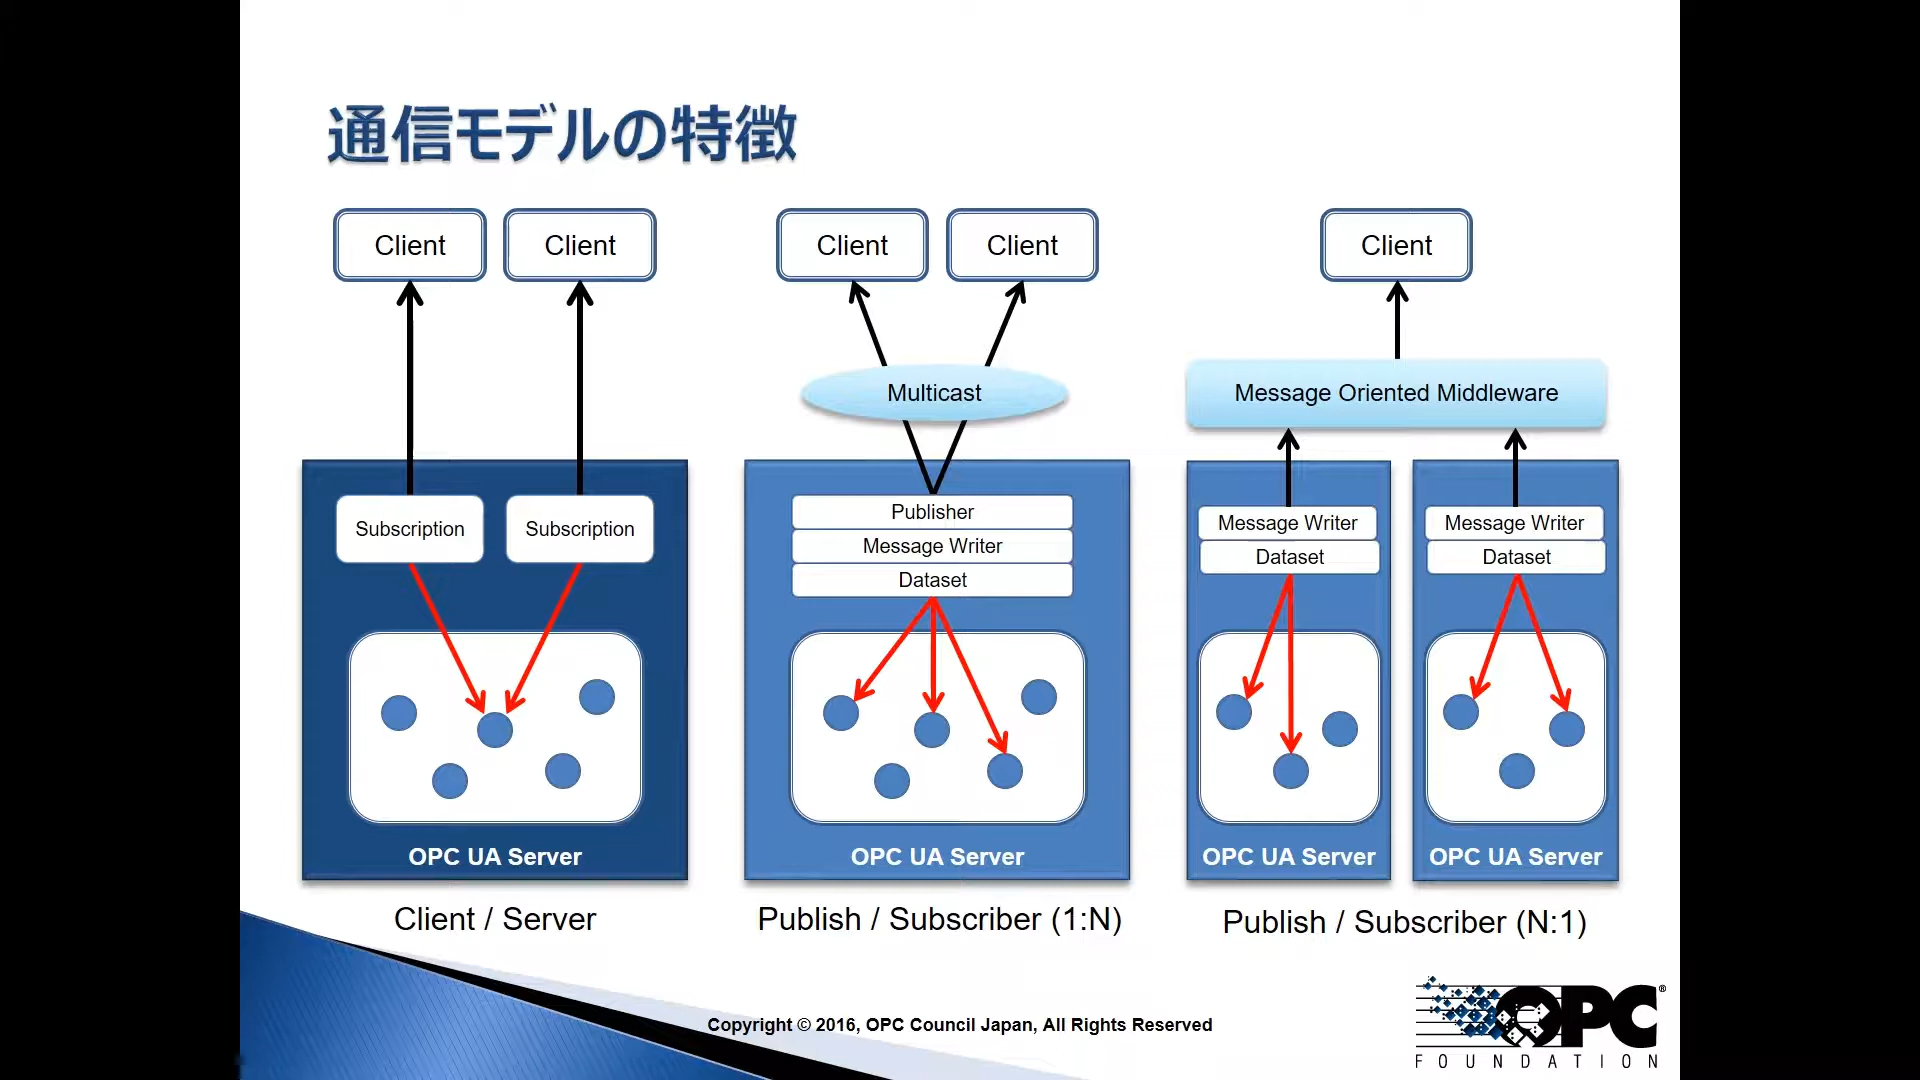 通信モデルの特徴
Client
Client
Client
Client
Client
Multicast
Message Oriented Middleware
Subscription
Subscription
Publisher
Message Writer
Dataset
Message Writer
Dataset
Message Writer
Dataset
OPC UA Server
OPC UA Server
OPC UA Server
OPC UA Server
Client / Server
Publish / Subscriber (1:N)
Publish / Subscriber (N:1)
Copyright © 2016, OPC Council Japan, All Rights Reserved
OPC®
FOUNDATION